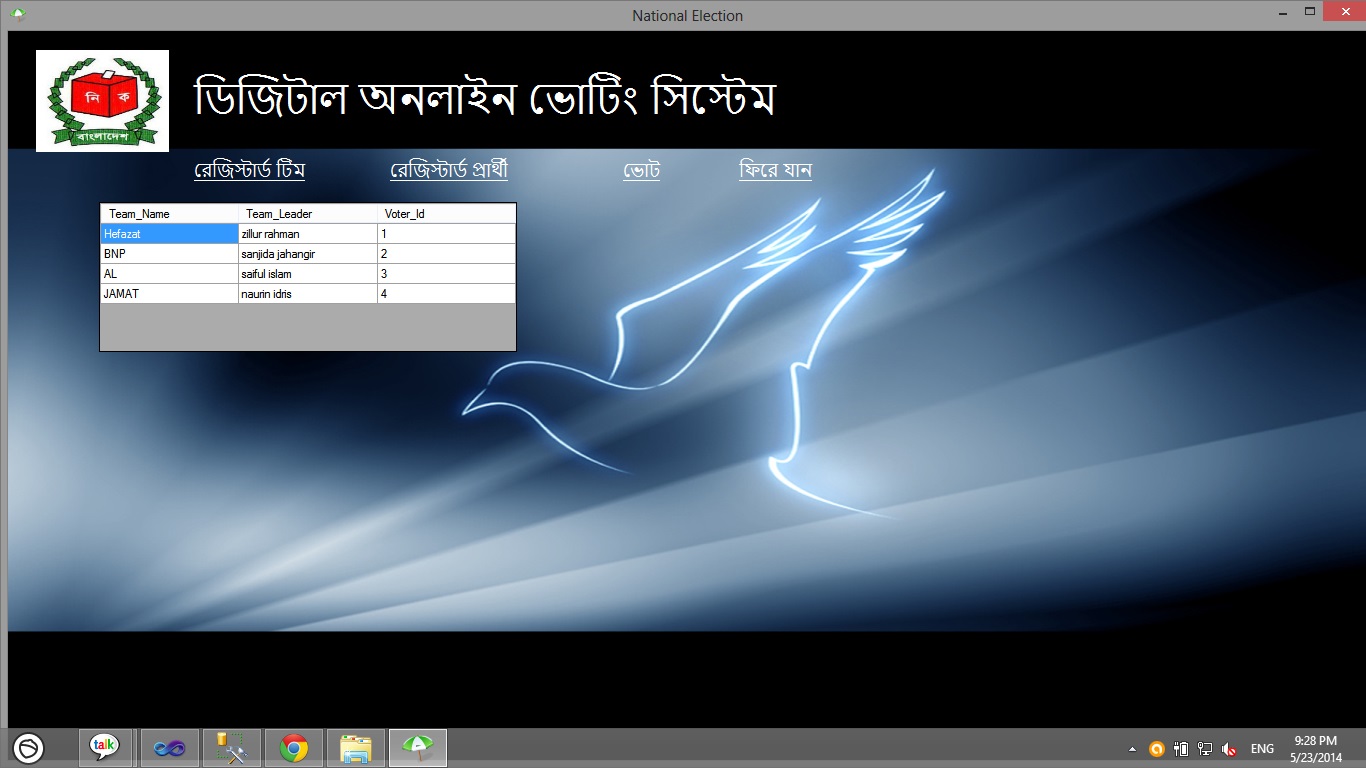 National Election
নি ক
বাংলাদেশ
ডিজিটাল অনলাইন ভোটিং সিস্টেম
রেজিস্টার্ড টিম রেজিস্টার্ড প্রার্থী ভোট ফিরে যান
Team_Name Team_Leader Voter_Id
Hefazat zillur rahman 1
BNP sanjida jahangir 2
AL saiful islam 3
JAMAT naurin idris 4
talk
ENG
9:28 PM
5/23/2014